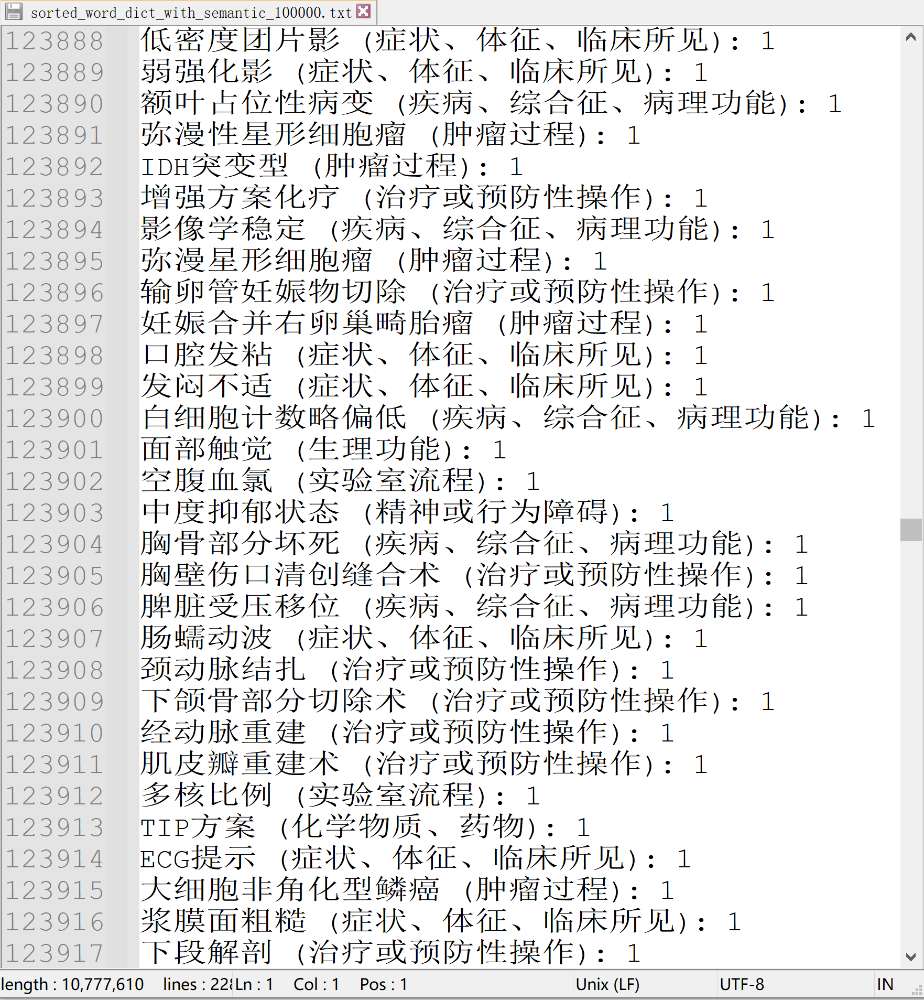 sorted_word_dict_with_semantic_100000.txt
123888 低密度团片影 (症状、体征、临床所见): 1
123889 弱强化影 (症状、体征、临床所见): 1
123890 额叶占位性病变 (疾病、综合征、病理功能): 1
123891 弥漫性星形细胞瘤 (肿瘤过程): 1
123892 IDH突变型 (肿瘤过程): 1
123893 增强方案化疗 (治疗或预防性操作): 1
123894 影像学稳定 (疾病、综合征、病理功能): 1
123895 弥漫星形细胞瘤 (肿瘤过程): 1
123896 输卵管妊娠物切除 (治疗或预防性操作): 1
123897 妊娠合并右卵巢畸胎瘤 (肿瘤过程): 1
123898 口腔发粘 (症状、体征、临床所见): 1
123899 发闷不适 (症状、体征、临床所见): 1
123900 白细胞计数略偏低 (疾病、综合征、病理功能): 1
123901 面部触觉 (生理功能): 1
123902 空腹血氯 (实验室流程): 1
123903 中度抑郁状态 (精神或行为障碍): 1
123904 胸骨部分坏死 (疾病、综合征、病理功能): 1
123905 胸壁伤口清创缝合术 (治疗或预防性操作): 1
123906 脾脏受压移位 (疾病、综合征、病理功能): 1
123907 肠蠕动波 (症状、体征、临床所见): 1
123908 颈动脉结扎 (治疗或预防性操作): 1
123909 下颌骨部分切除术 (治疗或预防性操作): 1
123910 经动脉重建 (治疗或预防性操作): 1
123911 肌皮瓣重建术 (治疗或预防性操作): 1
123912 多核比例 (实验室流程): 1
123913 TIP方案 (化学物质、药物): 1
123914 ECG提示 (症状、体征、临床所见): 1
123915 大细胞非角化型鳞癌 (肿瘤过程): 1
123916 浆膜面粗糙 (症状、体征、临床所见): 1
123917 下段解剖 (治疗或预防性操作): 1
length : 10,777,610 lines : 228 Ln : 1 Col : 1 Pos : 1 Unix (LF) UTF-8 IN